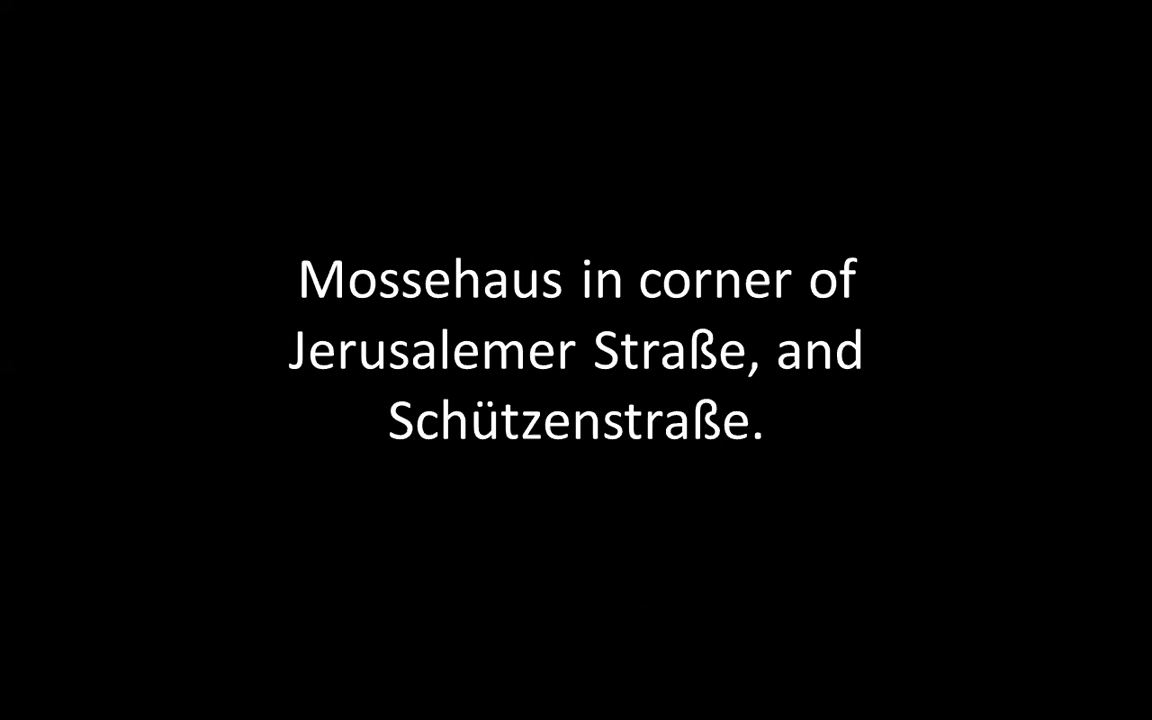 Mossehaus in corner of
Jerusalemer Straße, and
Schützenstraße.